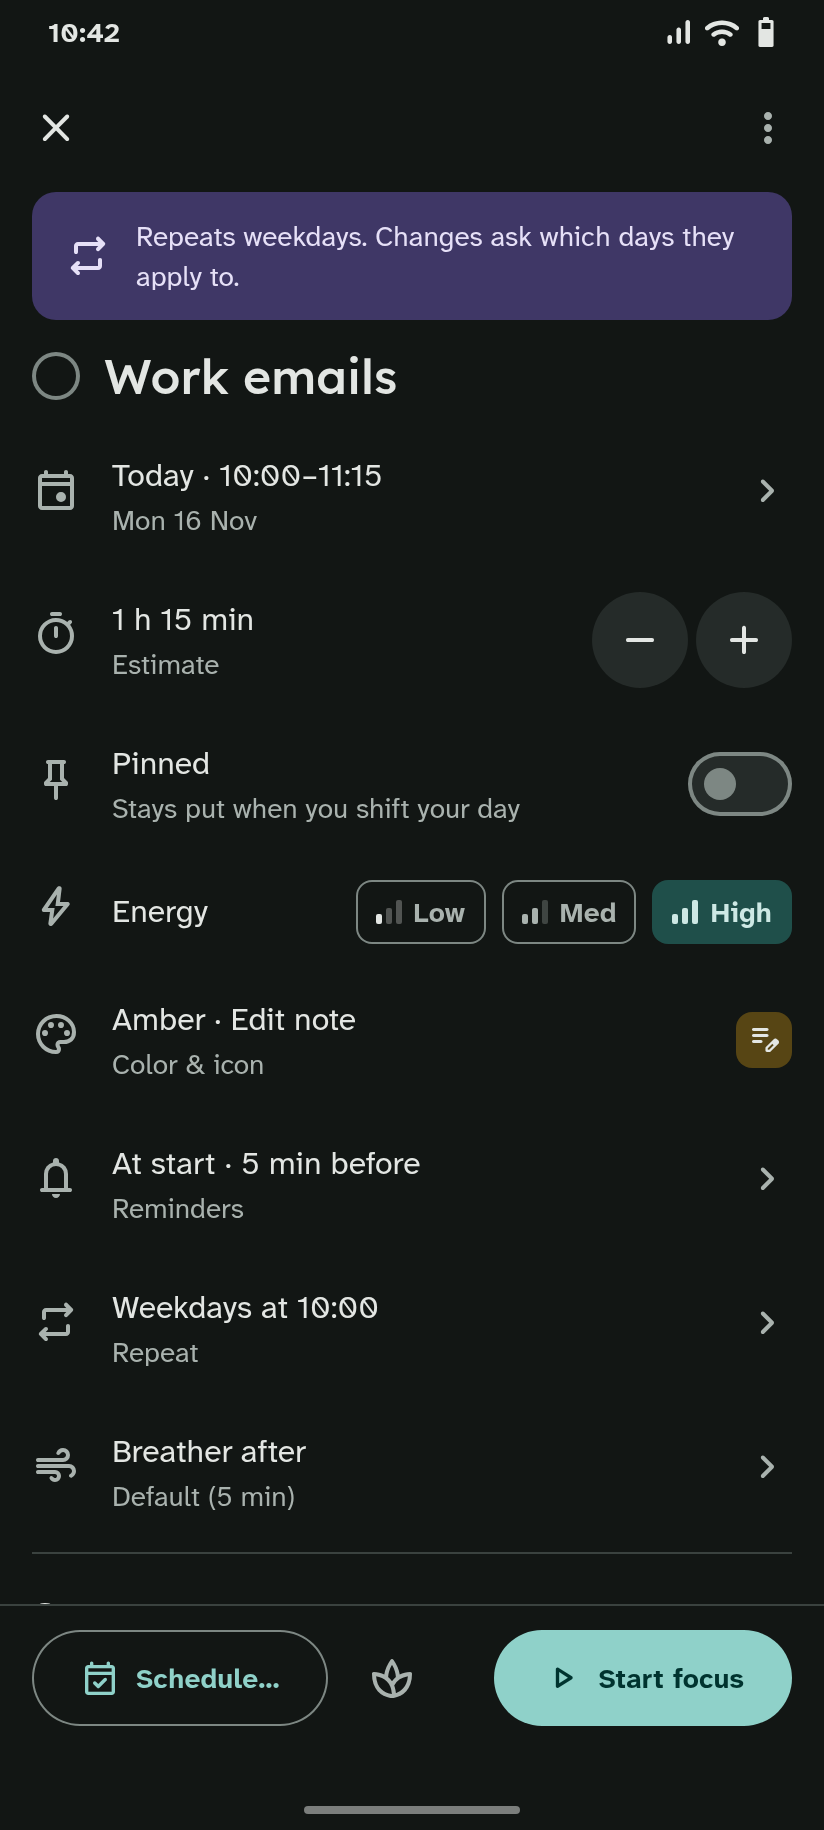 10:42
Repeats weekdays. Changes ask which days they
apply to.
Work emails
Today · 10:00–11:15
Mon 16 Nov
1 h 15 min
Estimate
Pinned
Stays put when you shift your day
Energy
Low
Med
High
Amber · Edit note
Color & icon
At start · 5 min before
Reminders
Weekdays at 10:00
Repeat
Breather after
Default (5 min)
Schedule...
Start focus